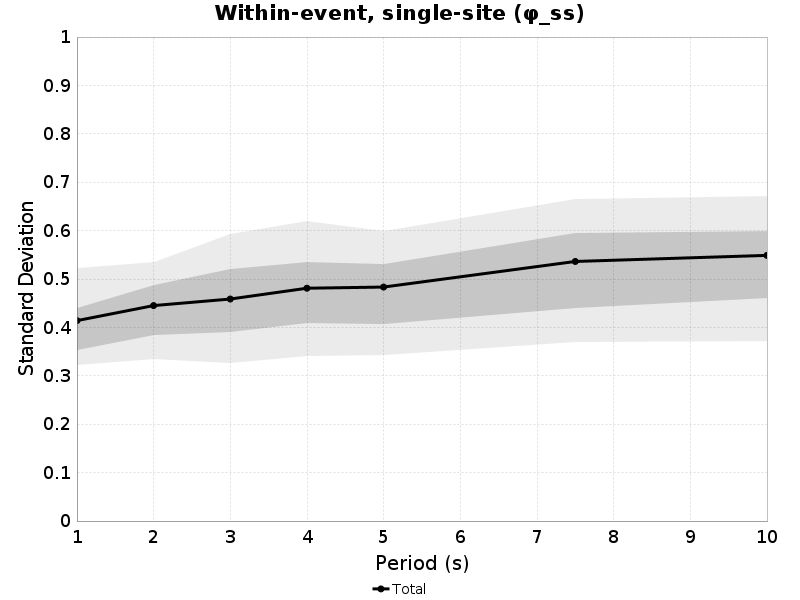 Within-event, single-site (φ_ss)
1
0.9
0.8
0.7
0.6
0.5
0.4
0.3
0.2
0.1
0
Standard Deviation
1 2 3 4 5 6 7 8 9 10
Period (s)
Total